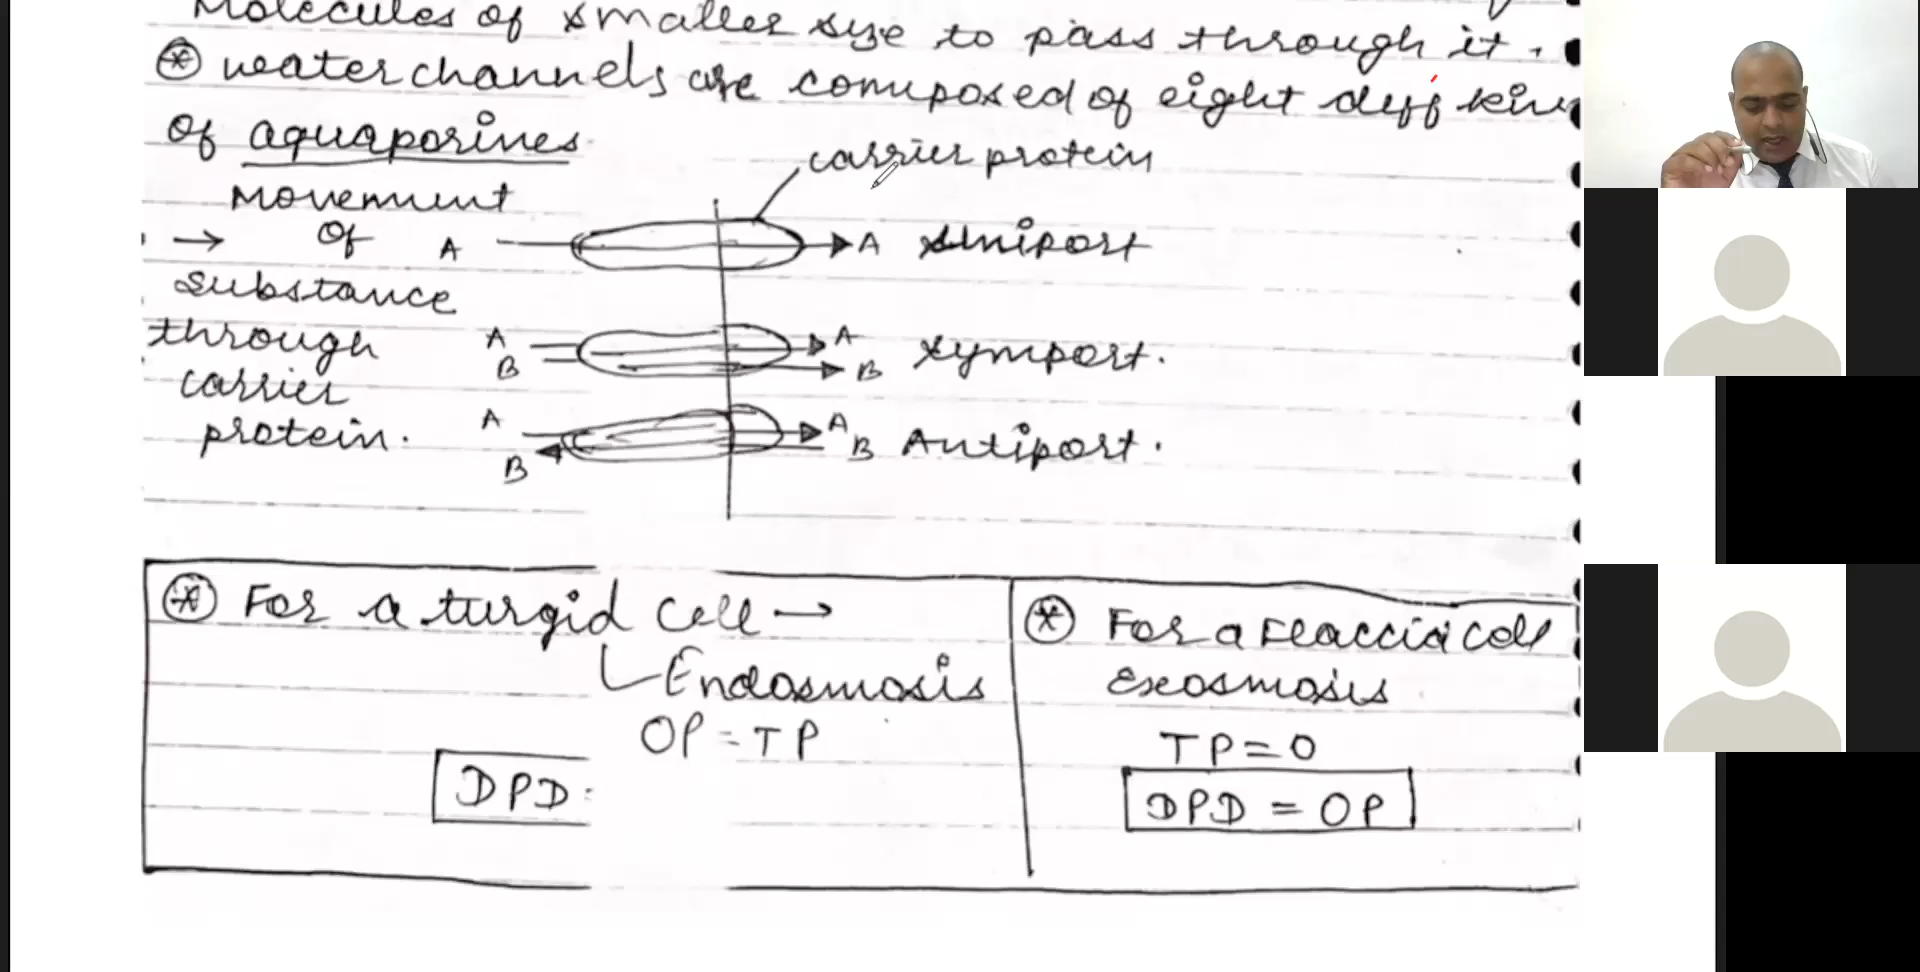 Molecules of smaller size to pass through it.
* water channels are composed of eight diff kin
of aquaporines.
carrier protein
→ Movement
of
substance
through
carrier
protein.
A A Uniport
A A
B B Symport.
A A
B B Antiport.
* For a turgid cell →
Endosmosis
OP = TP
DPD =
* For a Flaccid cell
Exosmosis
TP = 0
DPD = OP